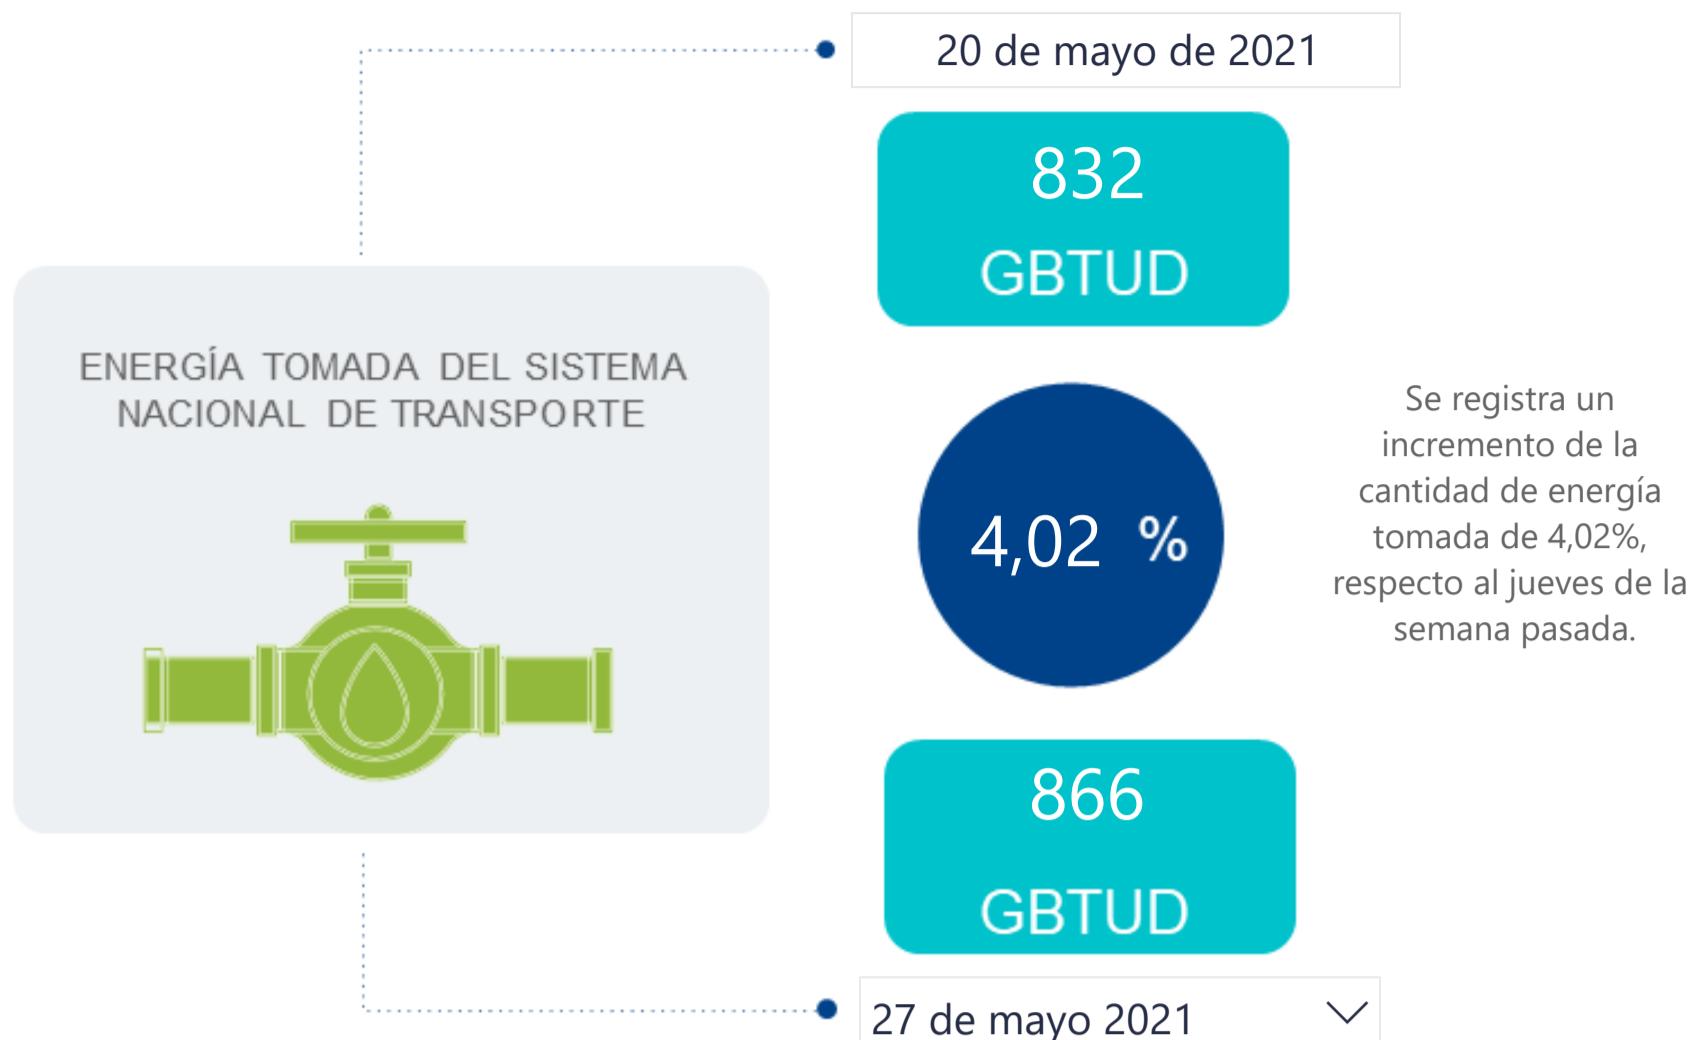 20 de mayo de 2021
832
GBTUD
ENERGÍA TOMADA DEL SISTEMA
NACIONAL DE TRANSPORTE
4,02 %
Se registra un
incremento de la
cantidad de energía
tomada de 4,02%,
respecto al jueves de la
semana pasada.
866
GBTUD
27 de mayo 2021